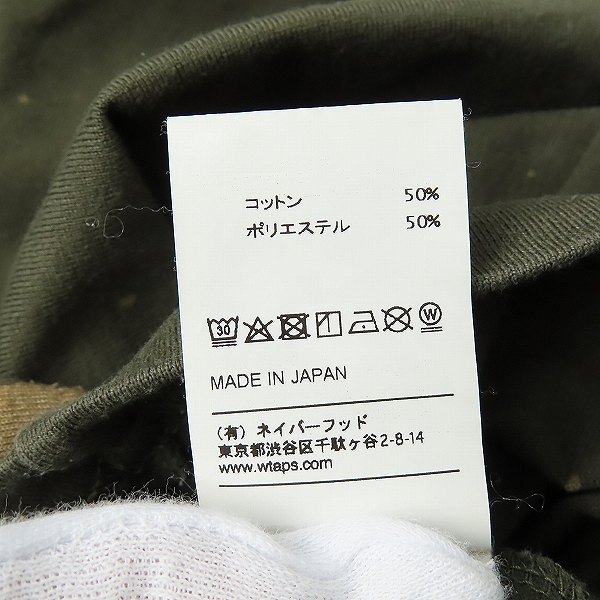 コットン 50%
ポリエステル 50%
30 W
MADE IN JAPAN
(有) ネイバーフッド
東京都渋谷区千駄ヶ谷2-8-14
www.wtaps.com